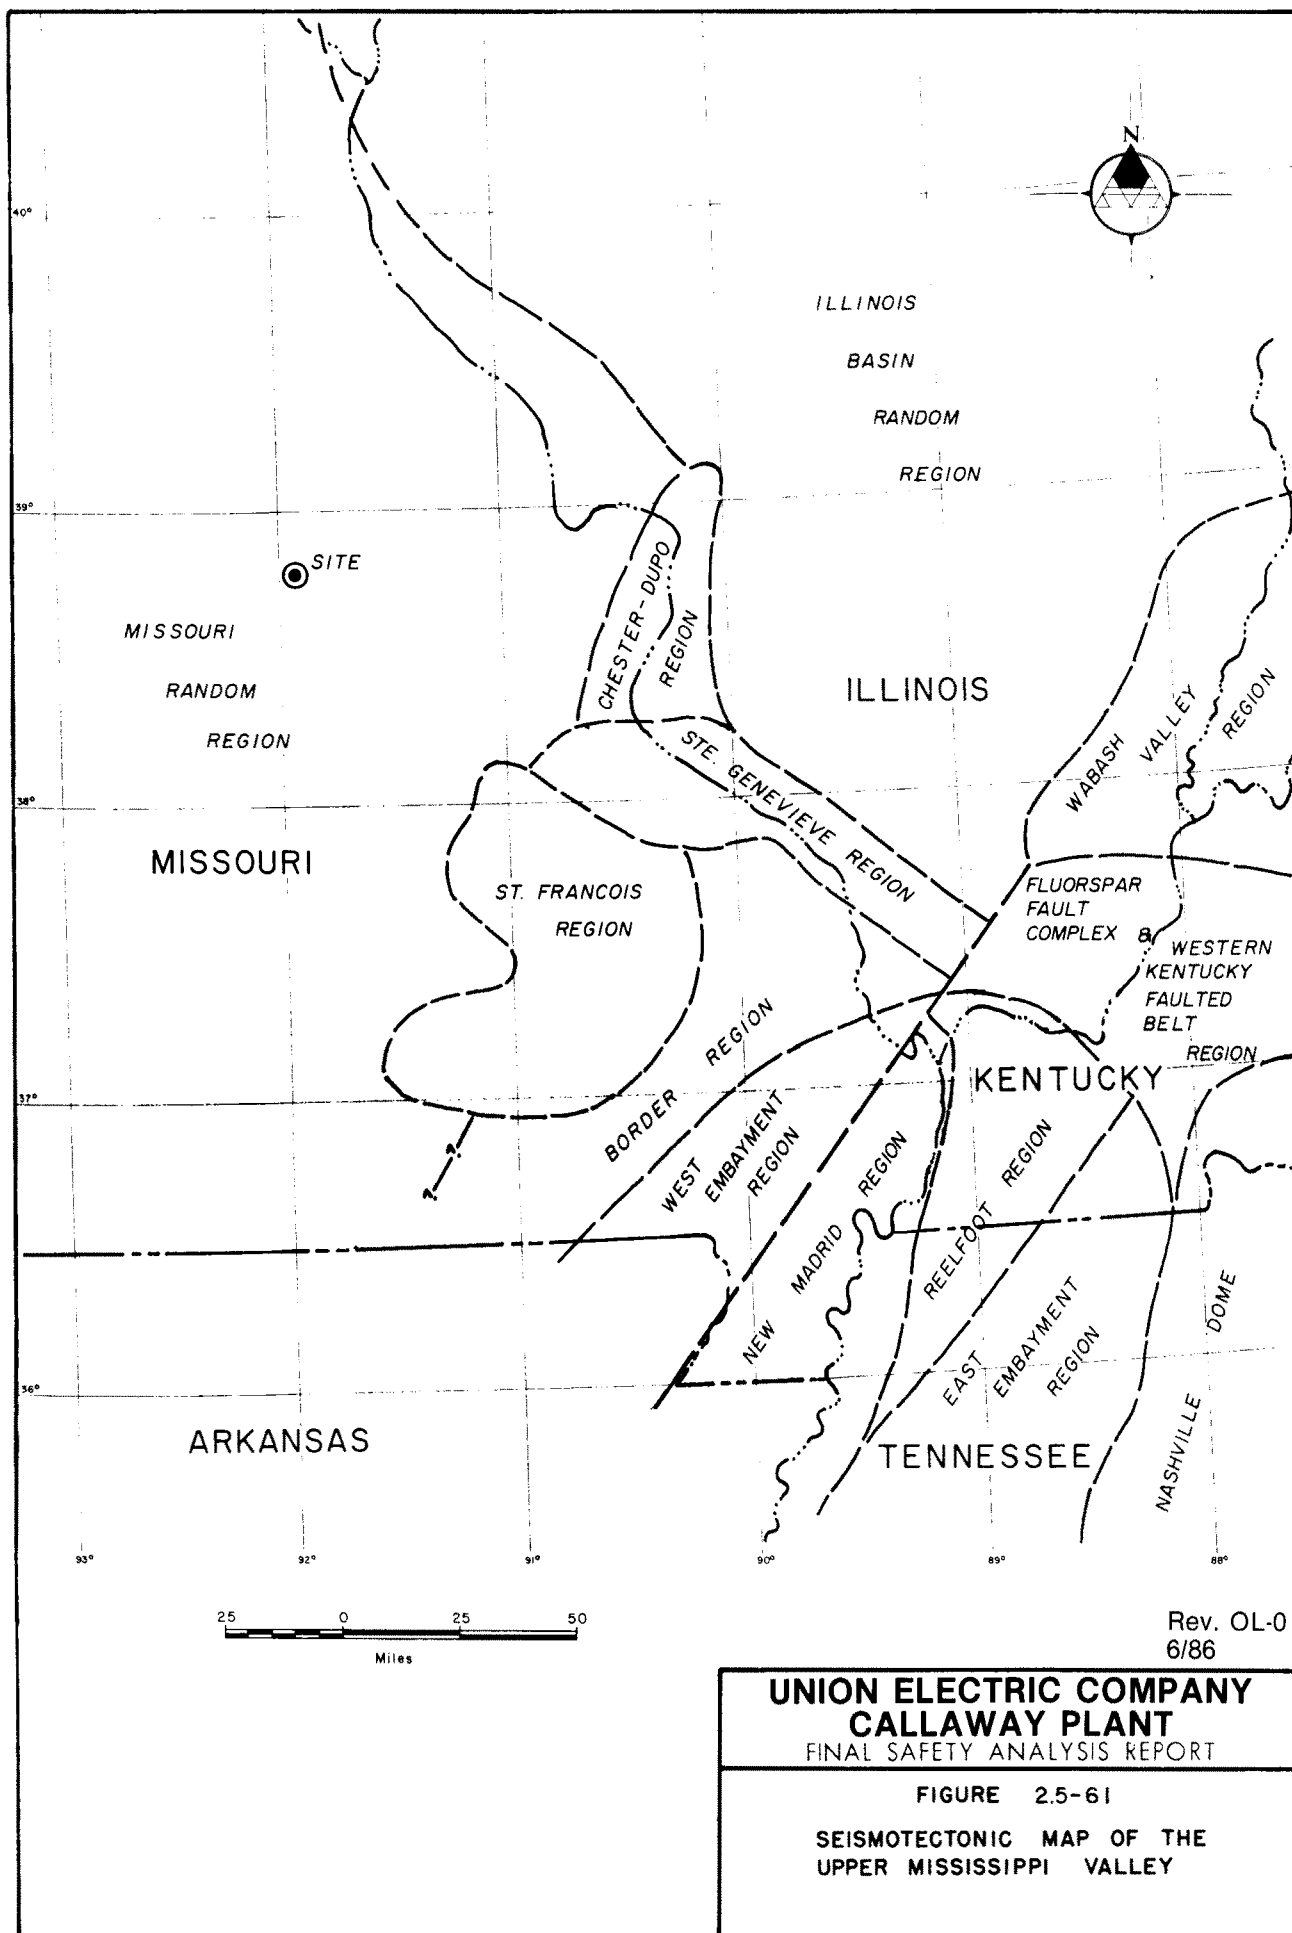 N
40°
ILLINOIS
BASIN
RANDOM
REGION
39°
SITE
CHESTER-DUPO
REGION
MISSOURI
RANDOM
REGION
ILLINOIS
WABASH
VALLEY
REGION
STE. GENEVIEVE REGION
38°
MISSOURI
ST. FRANCOIS
REGION
FLUORSPAR
FAULT
COMPLEX &
WESTERN
KENTUCKY
FAULTED
BELT
REGION
BORDER REGION
KENTUCKY
37°
WEST
EMBAYMENT
REGION
?
?
NEW MADRID REGION
REELFOOT REGION
EAST
EMBAYMENT
REGION
NASHVILLE DOME
36°
ARKANSAS
TENNESSEE
93°
92°
91°
90°
89°
88°
25 0 25 50
Miles
Rev. OL-0
6/86
UNION ELECTRIC COMPANY
CALLAWAY PLANT
FINAL SAFETY ANALYSIS REPORT
FIGURE 2.5-61
SEISMOTECTONIC MAP OF THE
UPPER MISSISSIPPI VALLEY